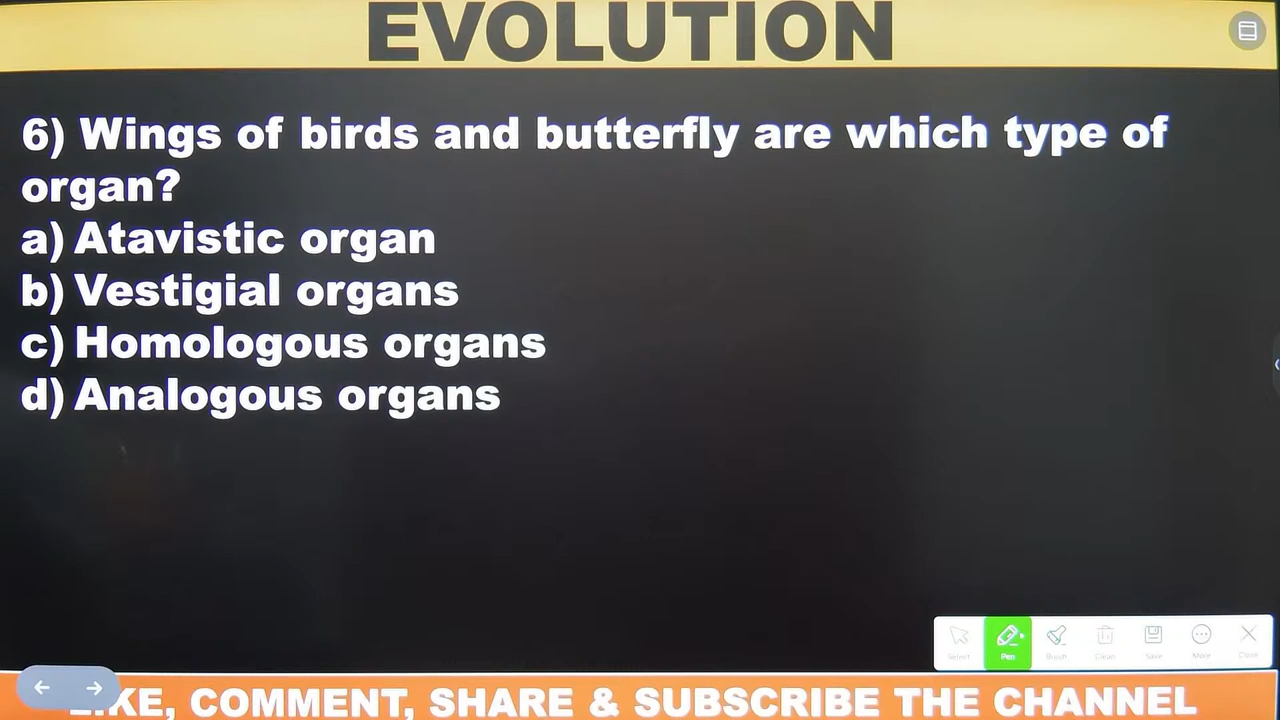 EVOLUTION
6) Wings of birds and butterfly are which type of
organ?
a) Atavistic organ
b) Vestigial organs
c) Homologous organs
d) Analogous organs
Select
Pen
Brush
Clean
Save
More
Close
LIKE, COMMENT, SHARE & SUBSCRIBE THE CHANNEL